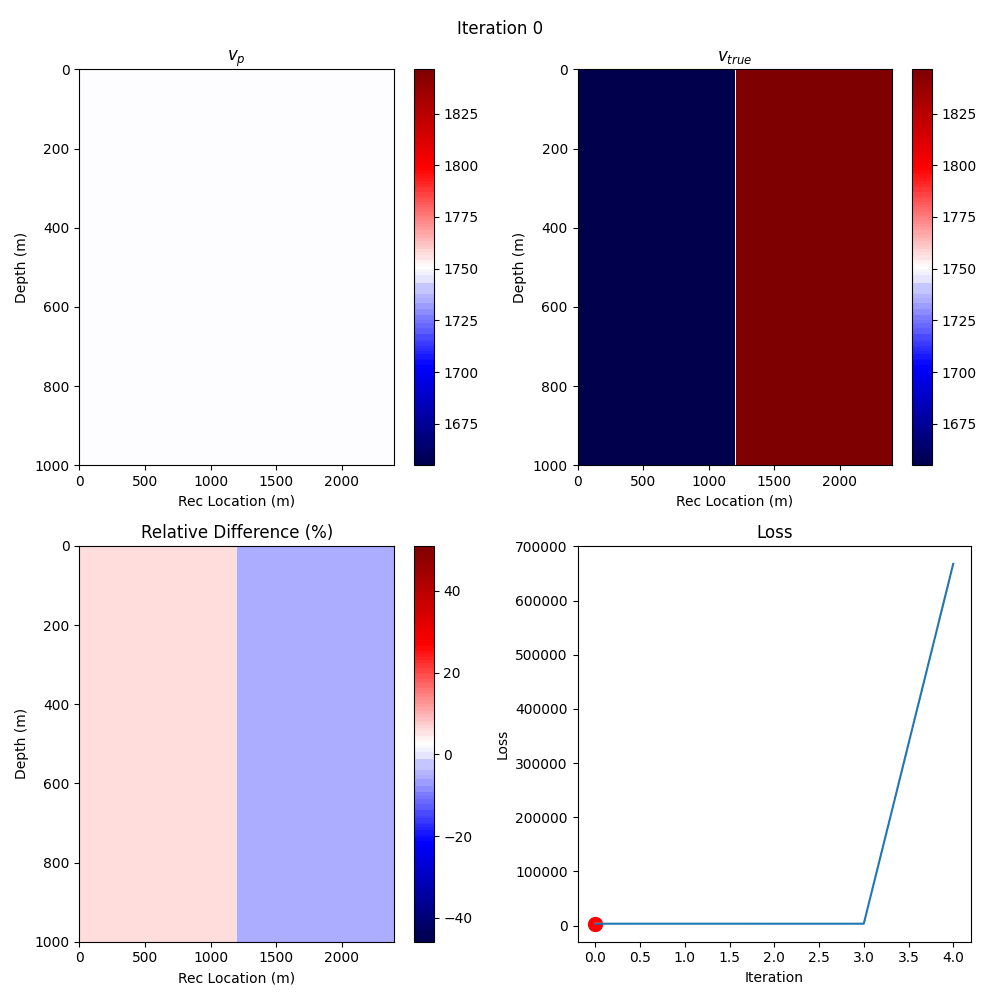 Iteration 0
v_p
0
200
400
600
800
1000
Depth (m)
0 500 1000 1500 2000
Rec Location (m)
1825
1800
1775
1750
1725
1700
1675
v_true
0
200
400
600
800
1000
Depth (m)
0 500 1000 1500 2000
Rec Location (m)
1825
1800
1775
1750
1725
1700
1675
Relative Difference (%)
0
200
400
600
800
1000
Depth (m)
0 500 1000 1500 2000
Rec Location (m)
40
20
0
−20
−40
Loss
700000
600000
500000
400000
300000
200000
100000
0
Loss
0.0 0.5 1.0 1.5 2.0 2.5 3.0 3.5 4.0
Iteration